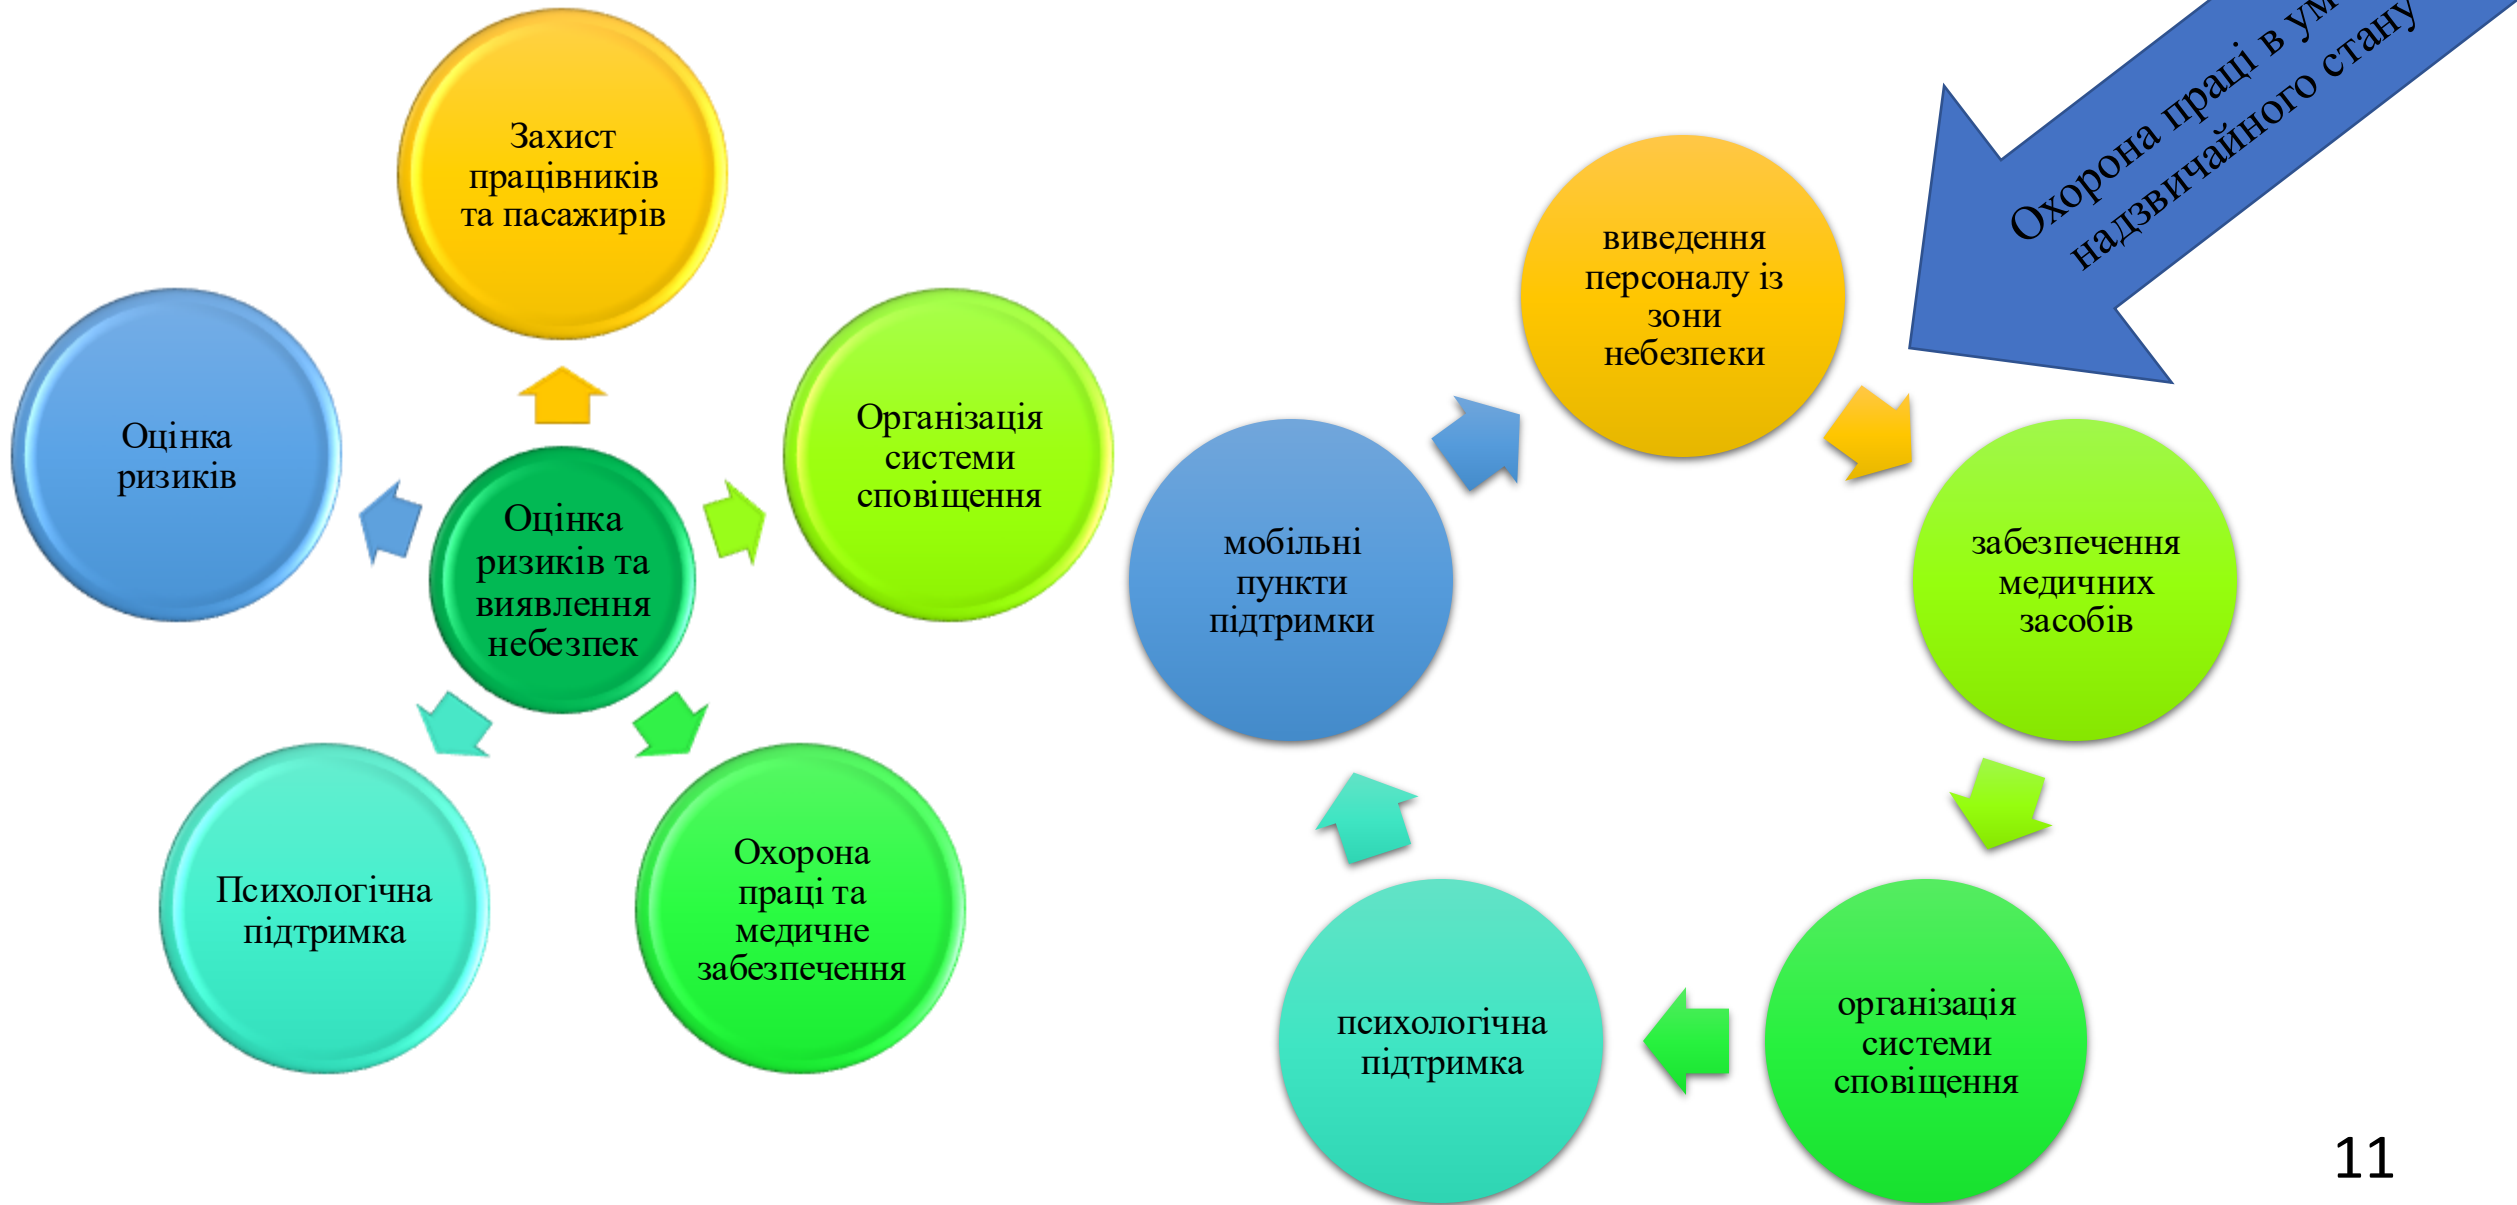 Захист
працівників
та пасажирів
Оцінка
ризиків
Організація
системи
сповіщення
Оцінка
ризиків та
виявлення
небезпек
Психологічна
підтримка
Охорона
праці та
медичне
забезпечення
Охорона праці в
надзвичайного стану
виведення
персоналу із
зони
небезпеки
мобільні
пункти
підтримки
забезпечення
медичних
засобів
психологічна
підтримка
організація
системи
сповіщення
11